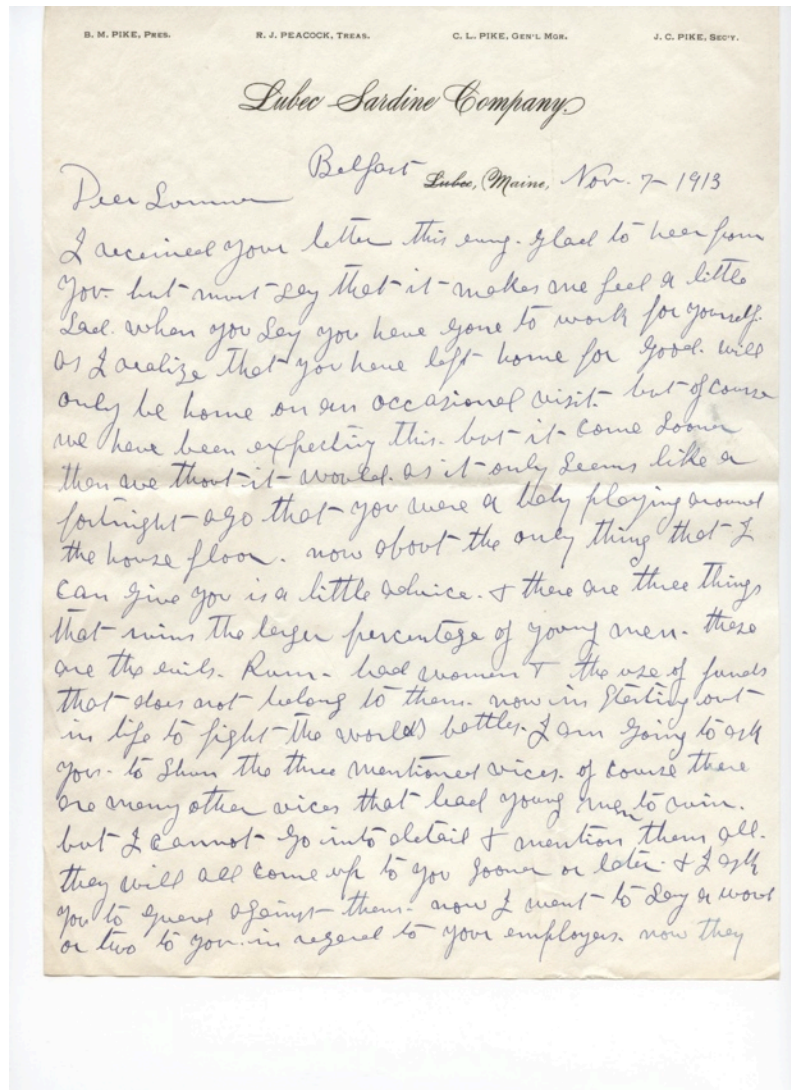 B. M. PIKE, PRES. R. J. PEACOCK, TREAS. C. L. PIKE, GEN'L MGR. J. C. PIKE, SEC'Y.
Lubec Sardine Company
Belfast Lubec, Maine, Nov. 7- 1913
Dear Sumner
I received your letter this evng. glad to hear from
you. but must say that it makes me feel a little
sad. when you say you have gone to work for yourself.
as I realize that you have left home for good. will
only be home on an occasional visit. but of course
we have been expecting this. but it come sooner
then we thout it would. as it only seems like a
fortnight ago that you were a baby playing around
the house floor. now about the only thing that I
can give you is a little advice. & there are three things
that ruins the larger percentage of young men. these
are the evils. Rum- bad women & the use of funds
that does not belong to them. now in starting out
in life to fight the worlds battles. I am going to ask
you. to shun the three mentioned vices. of course there
are many other vices that lead young men to ruin.
but I cannot go into detail & mention them all.
they will all come up to you sooner or later. & I ask
you to guard against them. now I want to say a word
or two to you in regard to your employers. now they